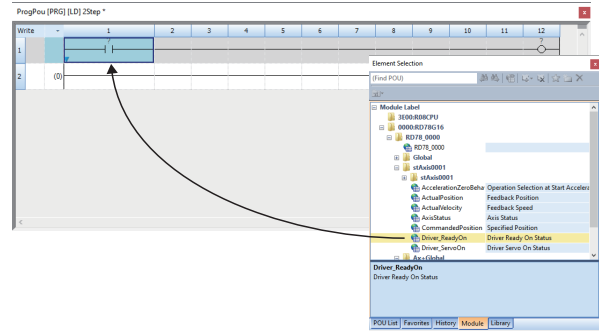 ProgPou [PRG] [LD] 2Step *
Write 1 2 3 4 5 6 7 8 9 10 11 12
1 ? ?
2 (0)
Element Selection
(Find POU)
Module Label
3E00:R08CPU
0000:RD78G16
RD78_0000
RD78_0000
Global
stAxis0001
stAxis0001
AccelerationZeroBeha Operation Selection at Start Accelera
ActualPosition Feedback Position
ActualVelocity Feedback Speed
AxisStatus Axis Status
CommandedPosition Specified Position
Driver_ReadyOn Driver Ready On Status
Driver_ServoOn Driver Servo On Status
Ax+Global
Driver_ReadyOn
Driver Ready On Status
POU List Favorites History Module Library